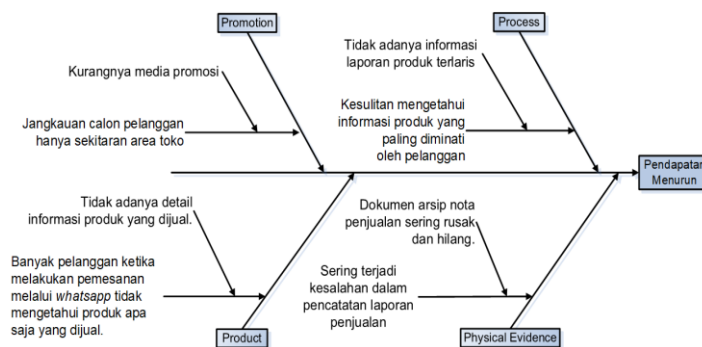 Promotion
Process
Kurangnya media promosi
Tidak adanya informasi
laporan produk terlaris
Jangkauan calon pelanggan
hanya sekitaran area toko
Kesulitan mengetahui
informasi produk yang
paling diminati
oleh pelanggan
Pendapatan
Menurun
Tidak adanya detail
informasi produk yang dijual.
Dokumen arsip nota
penjualan sering rusak
dan hilang.
Banyak pelanggan ketika
melakukan pemesanan
melalui whatsapp tidak
mengetahui produk apa
saja yang dijual.
Sering terjadi
kesalahan dalam
pencatatan laporan
penjualan
Product
Physical Evidence